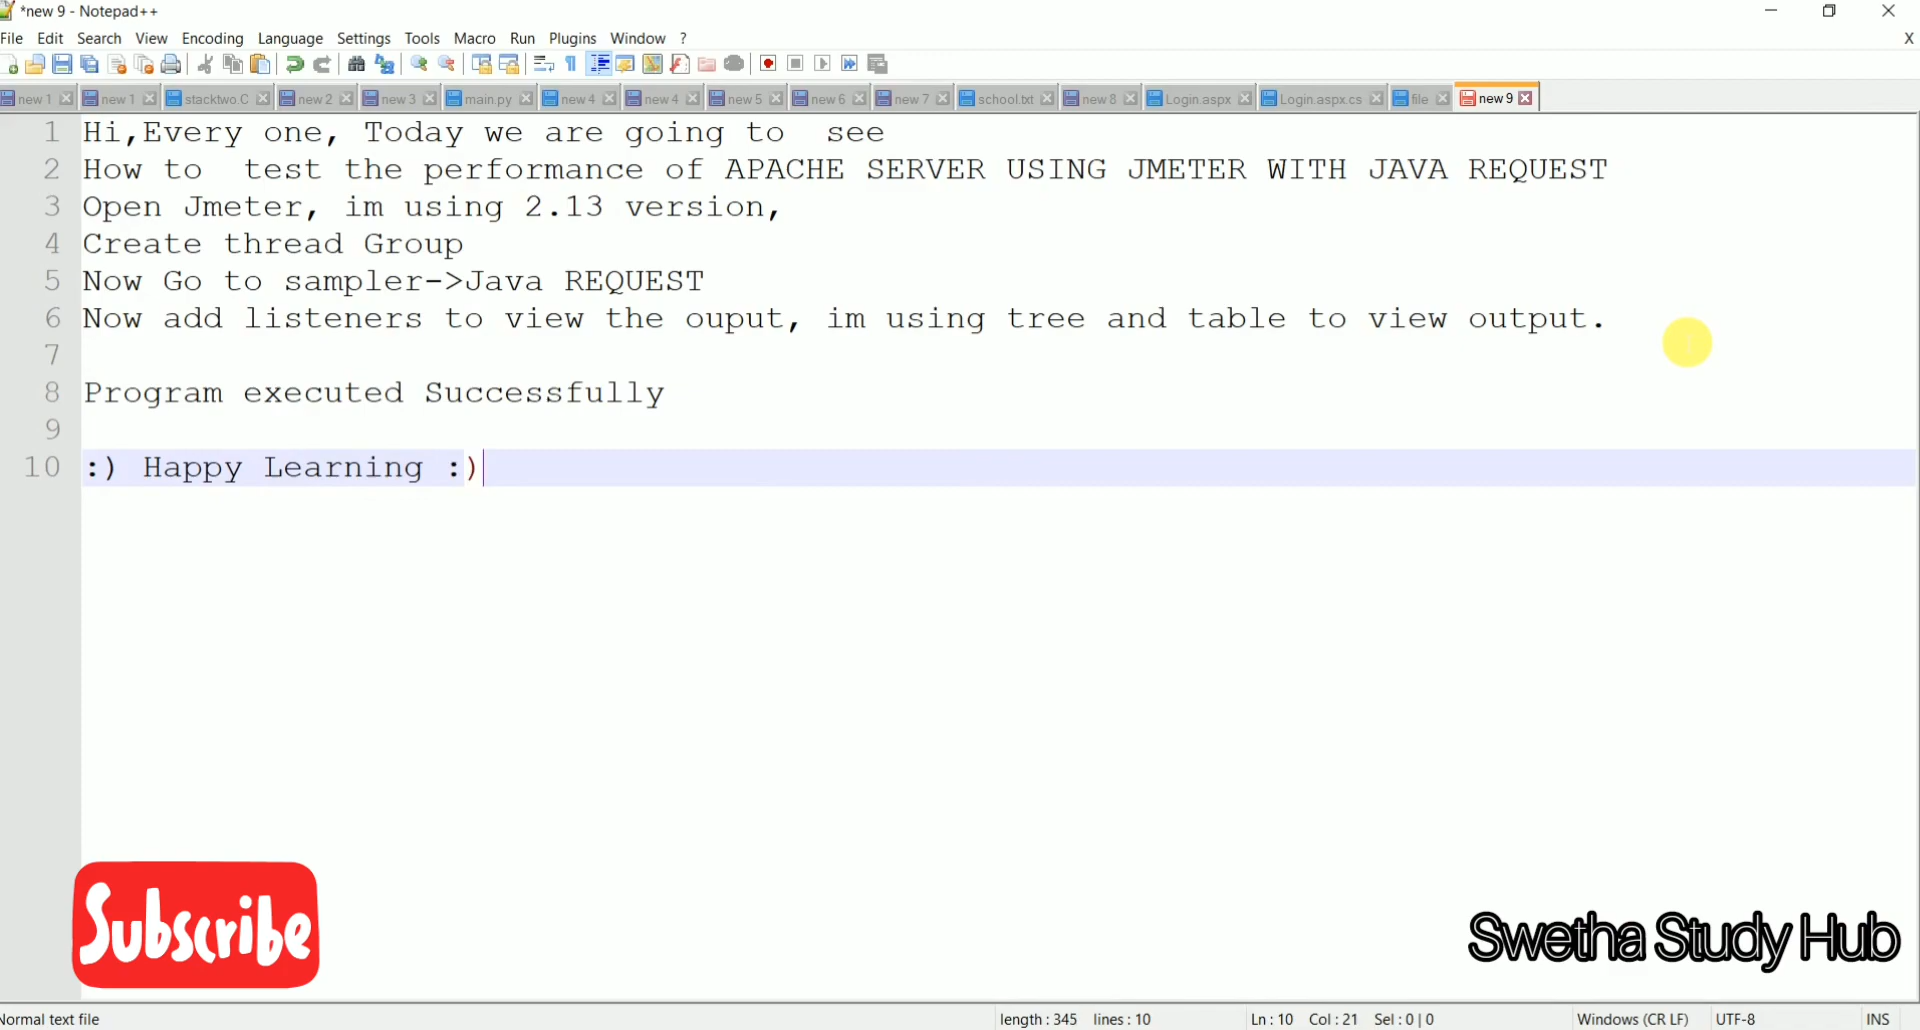 *new 9 - Notepad++
File Edit Search View Encoding Language Settings Tools Macro Run Plugins Window ?
X
new 1 new 1 stacktwo.C new 2 new 3 main.py new 4 new 4 new 5 new 6 new 7 school.txt new 8 Login.aspx Login.aspx.cs file new 9
1 Hi,Every one, Today we are going to  see
2 How to  test the performance of APACHE SERVER USING JMETER WITH JAVA REQUEST
3 Open Jmeter, im using 2.13 version,
4 Create thread Group
5 Now Go to sampler->Java REQUEST
6 Now add listeners to view the ouput, im using tree and table to view output.
7
8 Program executed Successfully
9
10 :) Happy Learning :)
Subscribe
Swetha Study Hub
Normal text file length : 345 lines : 10 Ln : 10 Col : 21 Sel : 0 | 0 Windows (CR LF) UTF-8 INS